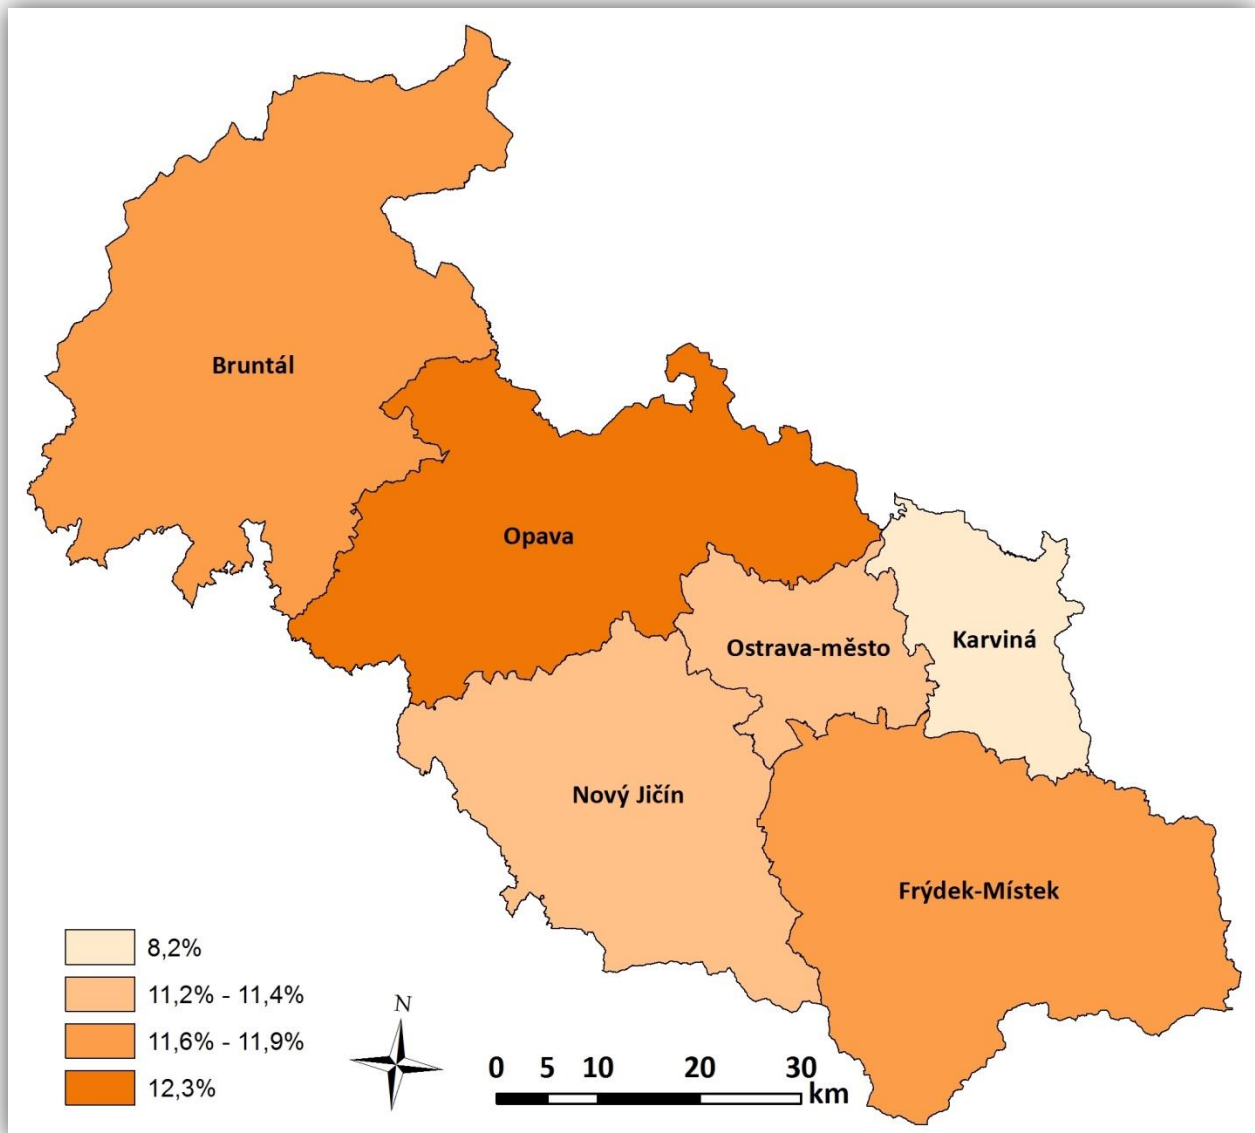 Bruntál
Opava
Ostrava-město
Karviná
Nový Jičín
Frýdek-Místek
8,2%
11,2% - 11,4%
11,6% - 11,9%
12,3%
N
0 5 10 20 30
km